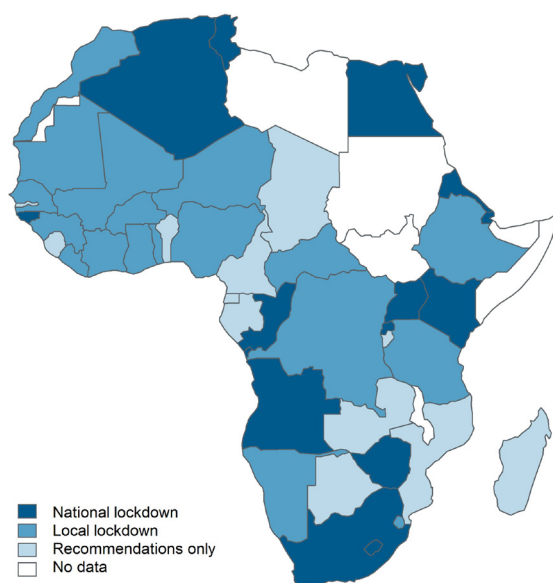 National lockdown
Local lockdown
Recommendations only
No data